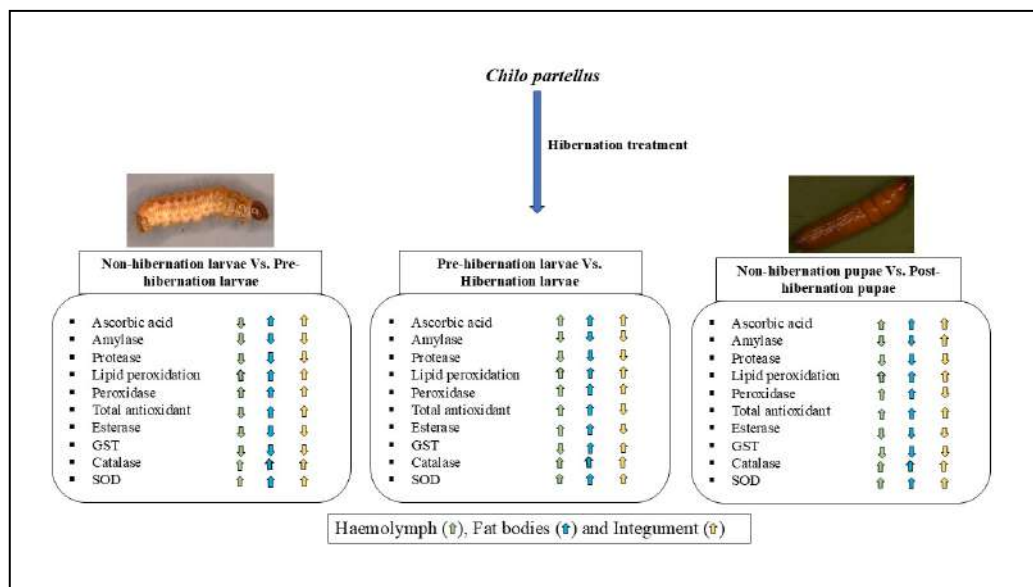 Chilo partellus
Hibernation treatment
Non-hibernation larvae Vs. Pre-
hibernation larvae
▪ Ascorbic acid ⇩ ⇧ ⇧
▪ Amylase ⇩ ⇩ ⇩
▪ Protease ⇩ ⇩ ⇩
▪ Lipid peroxidation ⇧ ⇧ ⇧
▪ Peroxidase ⇧ ⇧ ⇧
▪ Total antioxidant ⇩ ⇧ ⇧
▪ Esterase ⇩ ⇩ ⇩
▪ GST ⇩ ⇩ ⇩
▪ Catalase ⇧ ⇧ ⇧
▪ SOD ⇧ ⇧ ⇧
Pre-hibernation larvae Vs.
Hibernation larvae
▪ Ascorbic acid ⇧ ⇧ ⇧
▪ Amylase ⇩ ⇩ ⇩
▪ Protease ⇩ ⇩ ⇩
▪ Lipid peroxidation ⇧ ⇧ ⇧
▪ Peroxidase ⇧ ⇧ ⇧
▪ Total antioxidant ⇧ ⇧ ⇩
▪ Esterase ⇧ ⇧ ⇩
▪ GST ⇩ ⇧ ⇧
▪ Catalase ⇧ ⇧ ⇧
▪ SOD ⇧ ⇧ ⇧
Non-hibernation pupae Vs. Post-
hibernation pupae
▪ Ascorbic acid ⇧ ⇧ ⇧
▪ Amylase ⇩ ⇩ ⇧
▪ Protease ⇩ ⇩ ⇩
▪ Lipid peroxidation ⇧ ⇧ ⇧
▪ Peroxidase ⇧ ⇧ ⇩
▪ Total antioxidant ⇧ ⇧ ⇧
▪ Esterase ⇩ ⇩ ⇩
▪ GST ⇩ ⇩ ⇩
▪ Catalase ⇧ ⇧ ⇧
▪ SOD ⇧ ⇧ ⇧
Haemolymph (⇧), Fat bodies (⇧) and Integument (⇧)